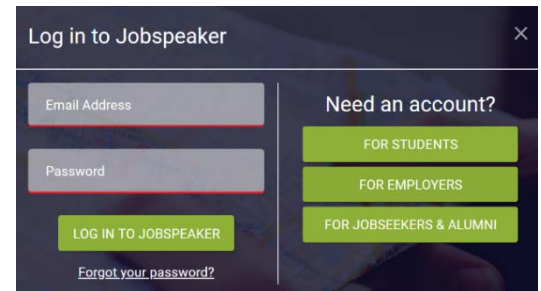 Log in to Jobspeaker
×
Email Address
Password
LOG IN TO JOBSPEAKER
Forgot your password?
Need an account?
FOR STUDENTS
FOR EMPLOYERS
FOR JOBSEEKERS & ALUMNI